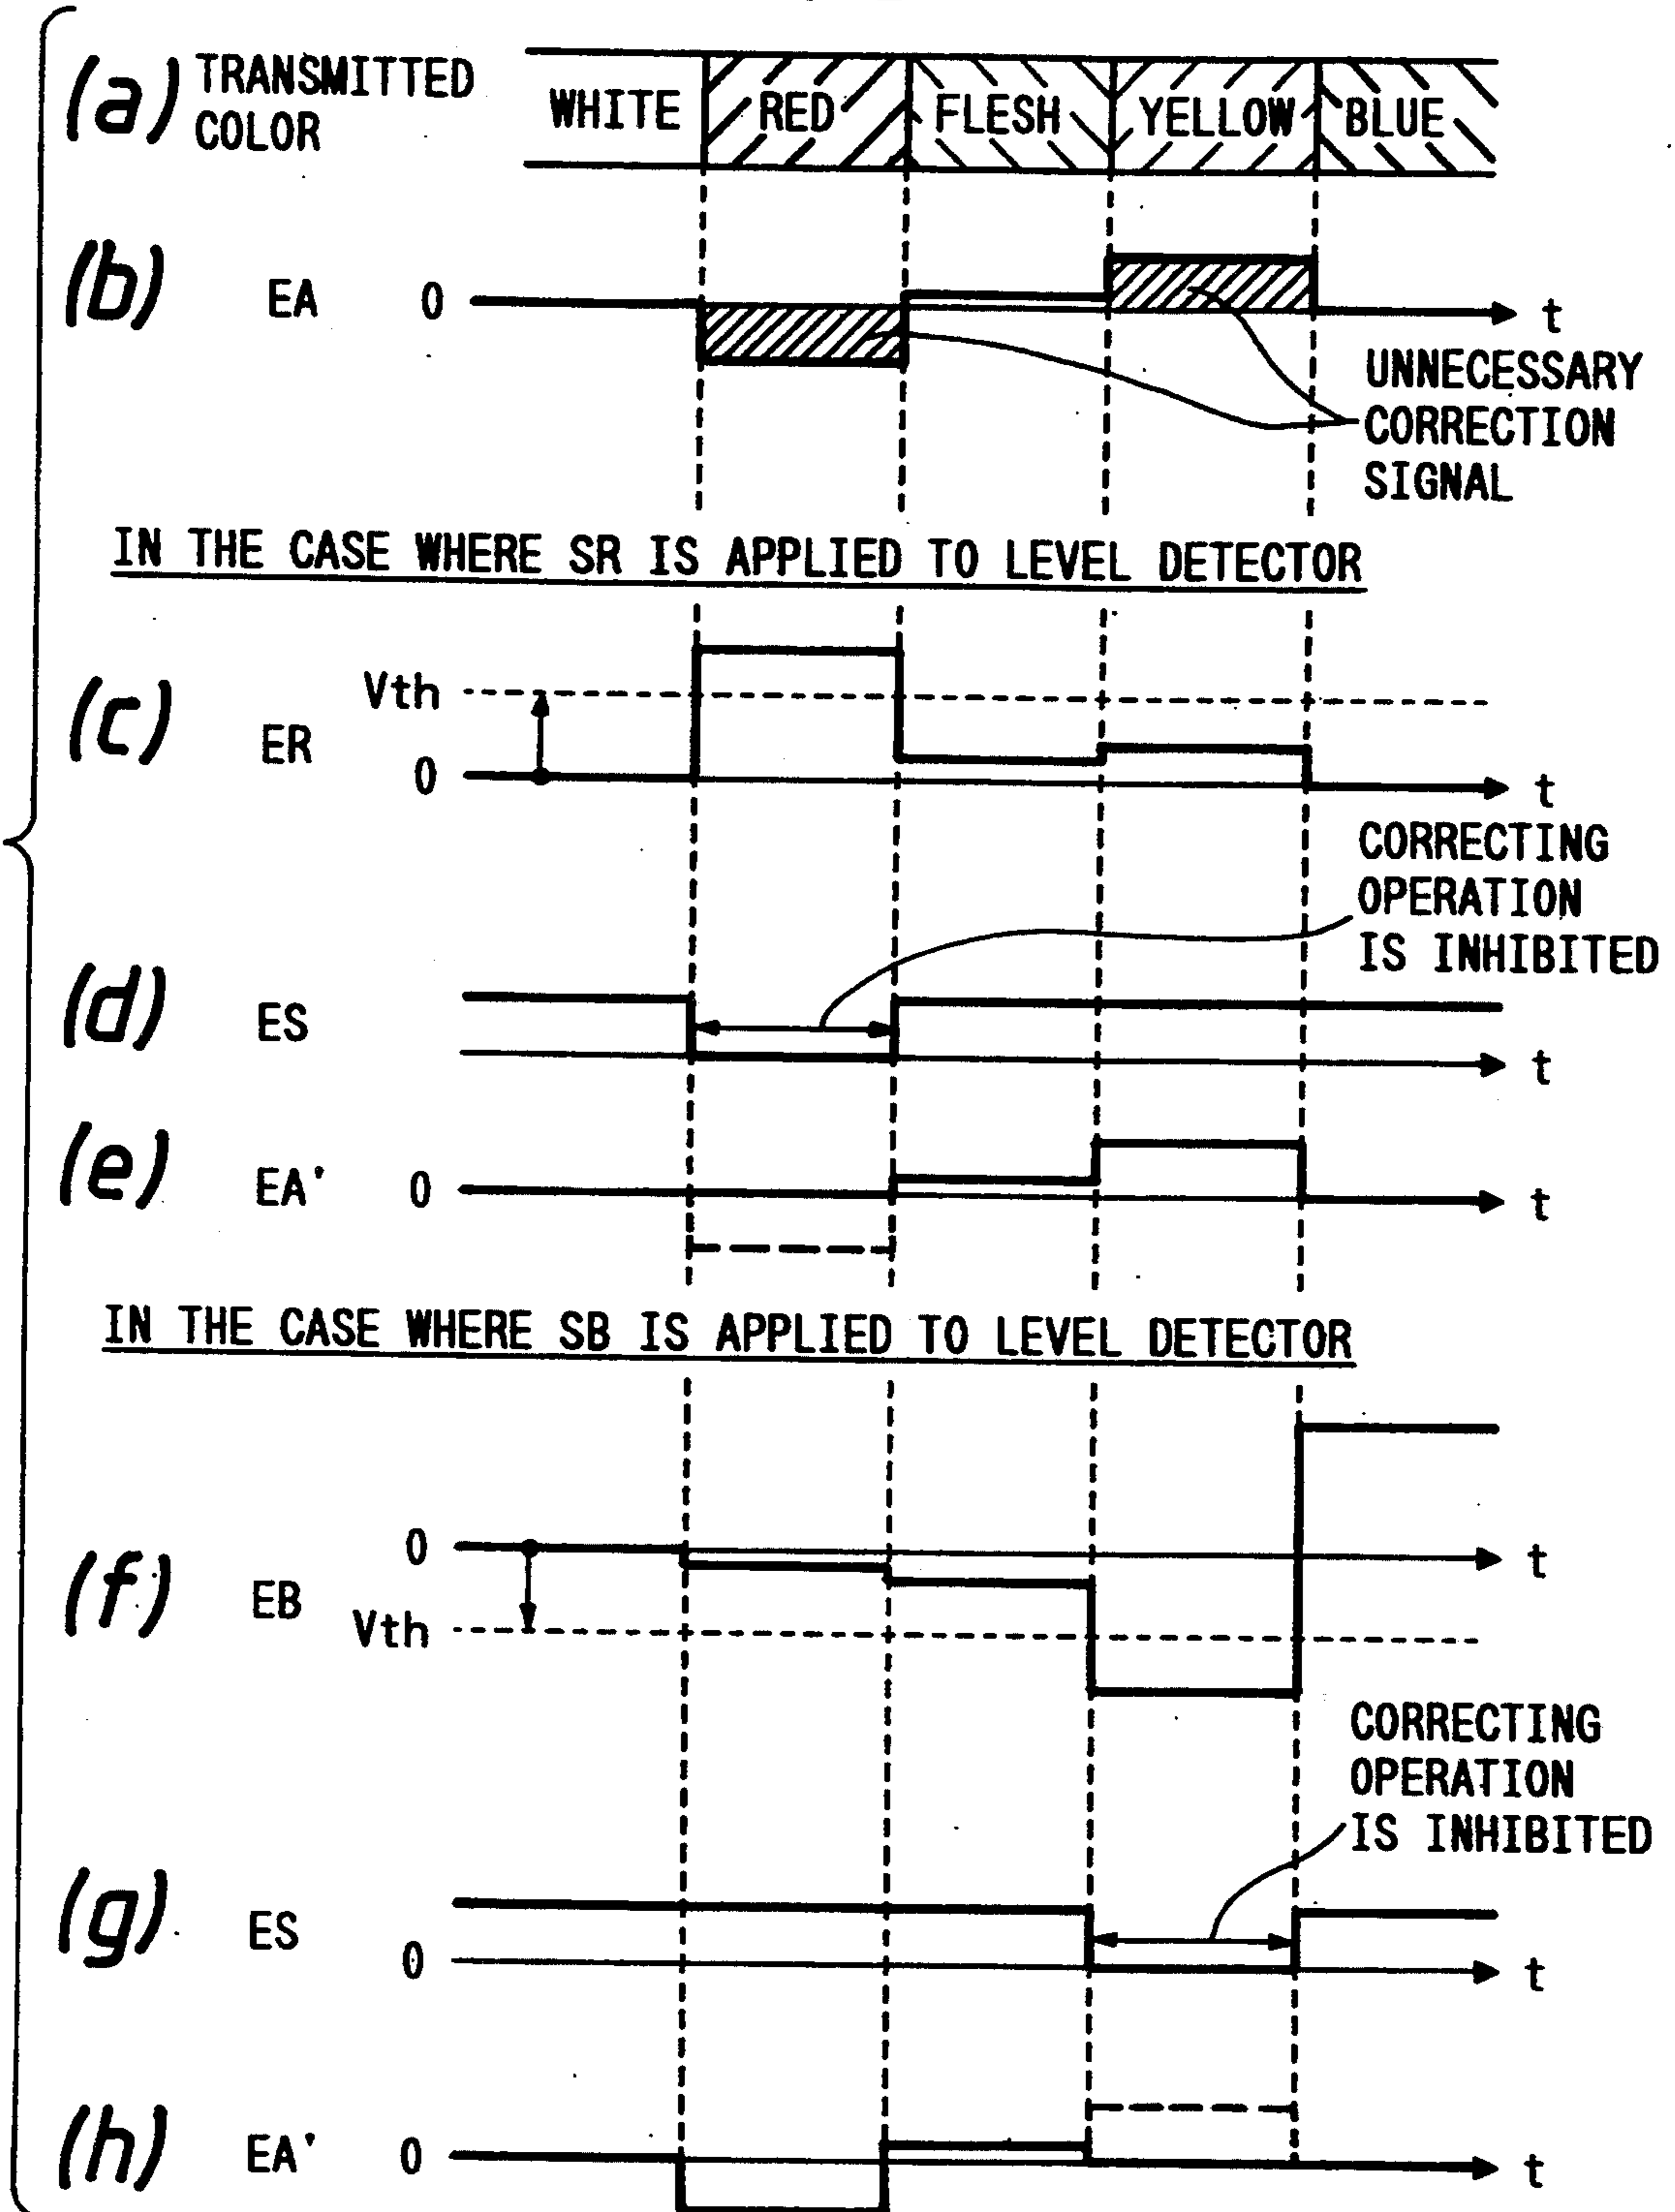 (a) TRANSMITTED
COLOR
WHITE RED FLESH YELLOW BLUE
(b) EA 0 t
UNNECESSARY
CORRECTION
SIGNAL
IN THE CASE WHERE SR IS APPLIED TO LEVEL DETECTOR
(c) ER Vth
0 t
CORRECTING
OPERATION
IS INHIBITED
(d) ES
t
(e) EA' 0 t
IN THE CASE WHERE SB IS APPLIED TO LEVEL DETECTOR
0 t
(f) EB
Vth
CORRECTING
OPERATION
IS INHIBITED
(g) ES
0 t
(h) EA' 0 t